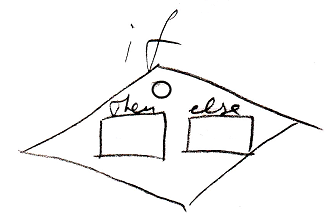 if
then else